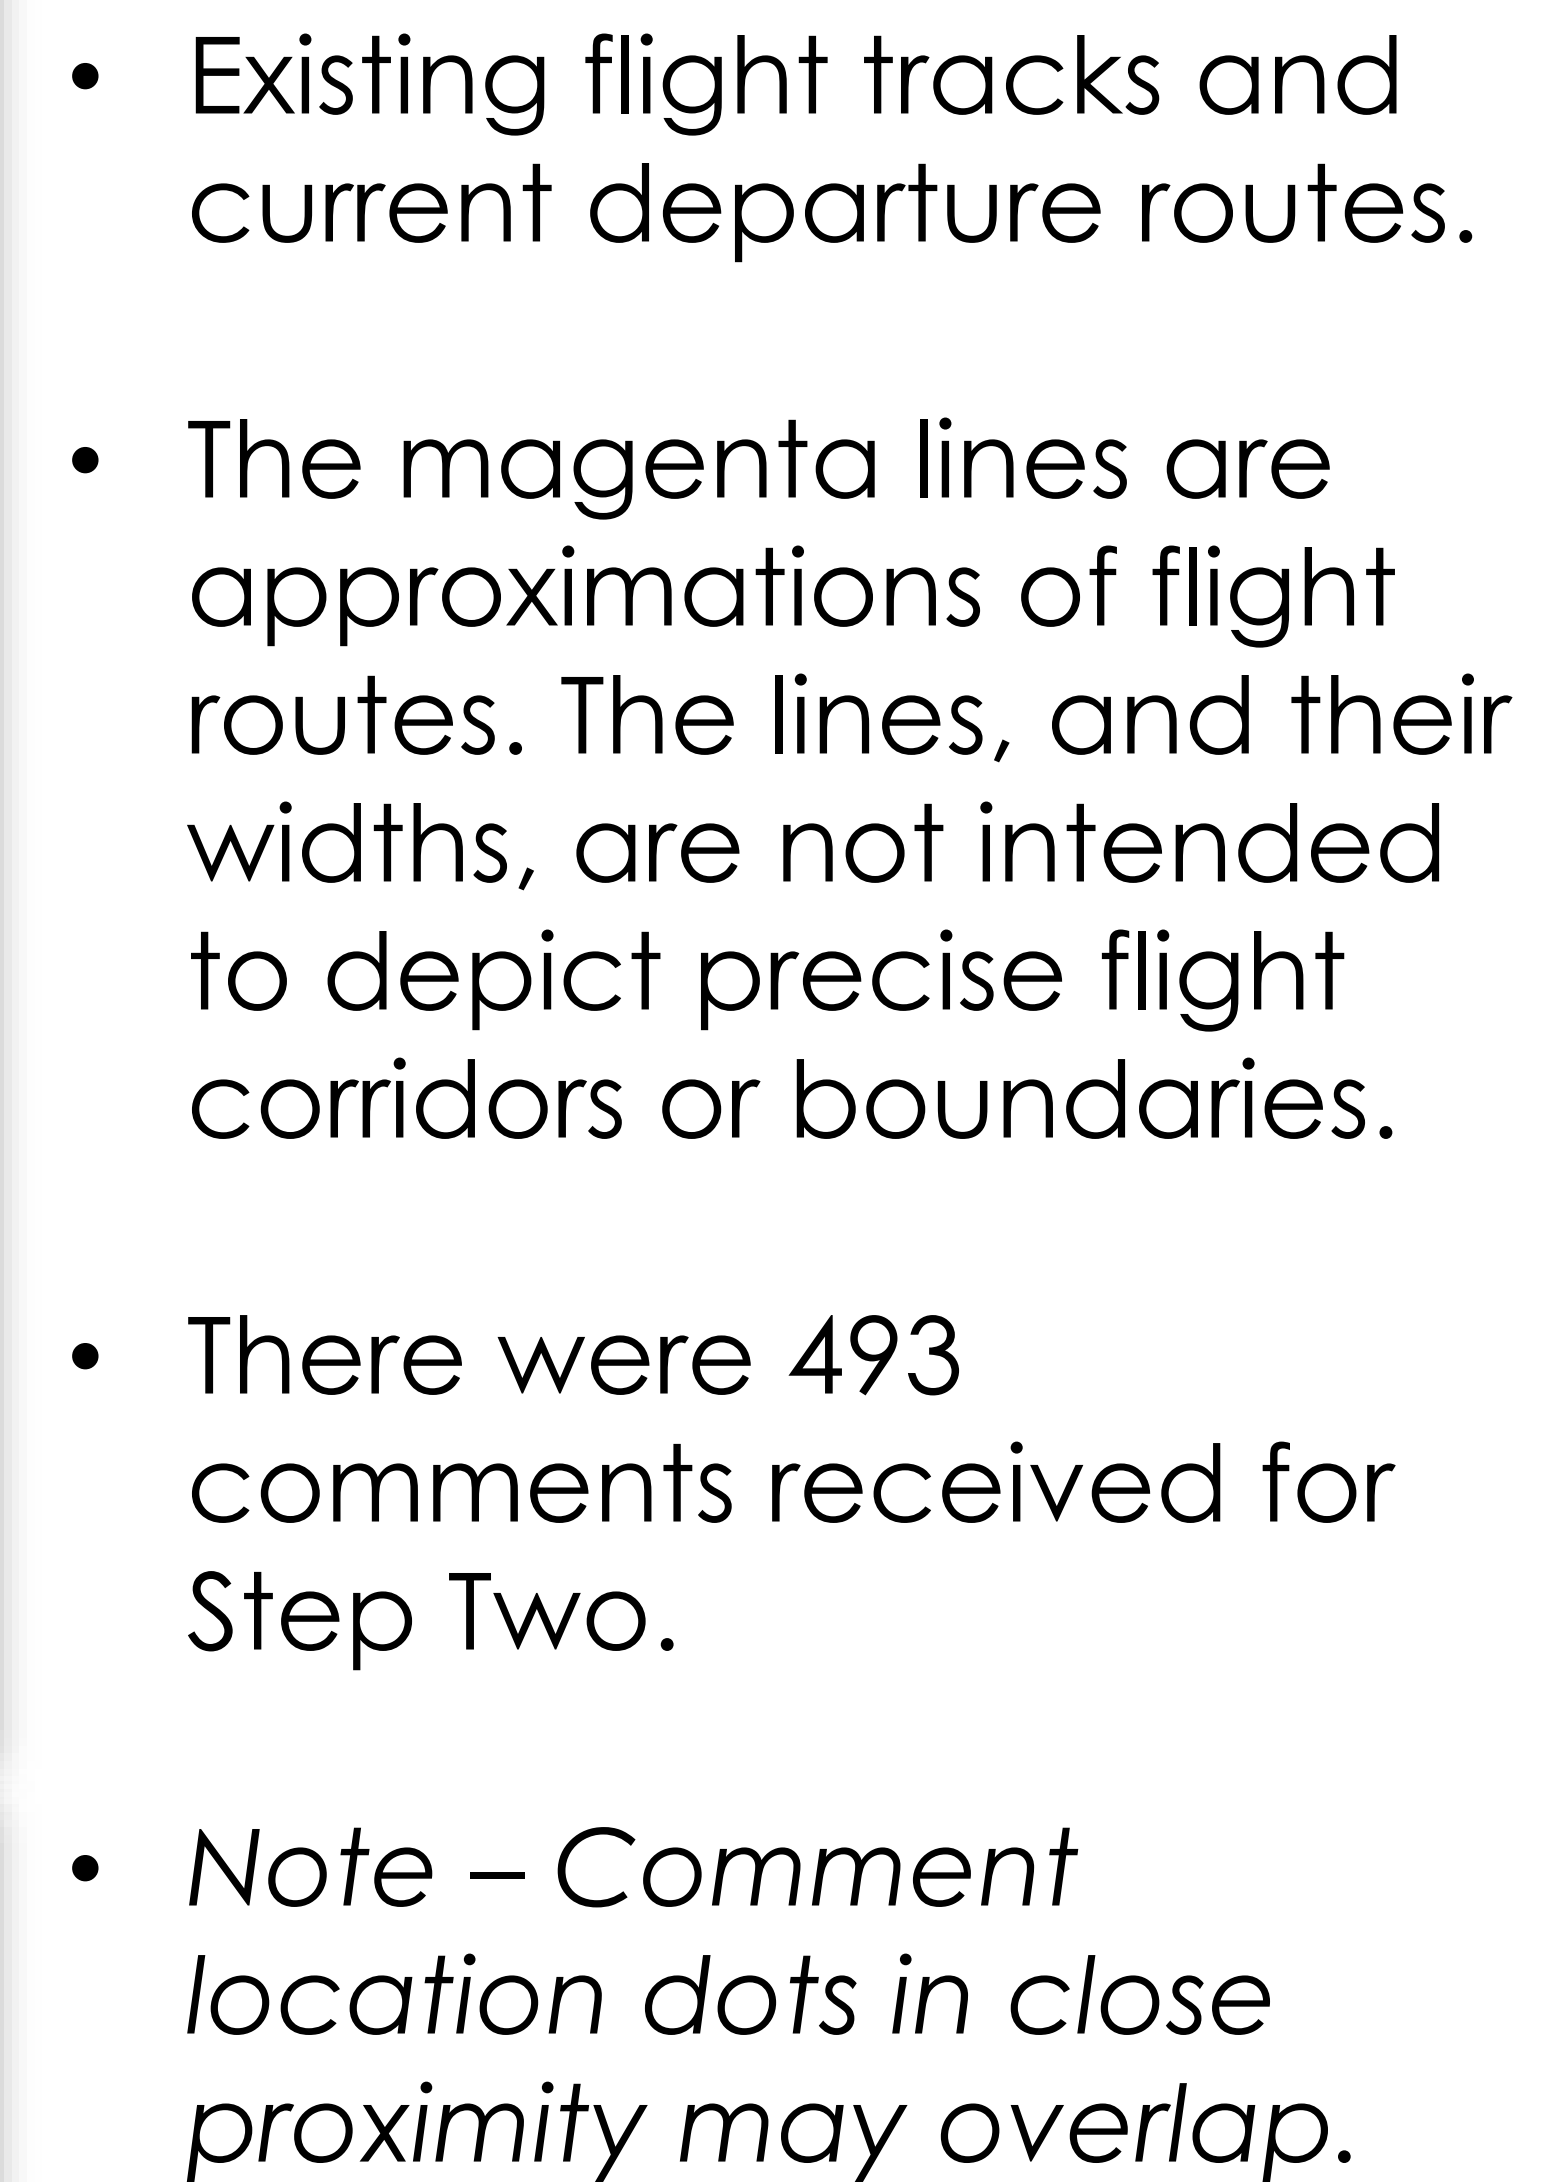 • Existing flight tracks and
current departure routes.
• The magenta lines are
approximations of flight
routes. The lines, and their
widths, are not intended
to depict precise flight
corridors or boundaries.
• There were 493
comments received for
Step Two.
• Note – Comment
location dots in close
proximity may overlap.